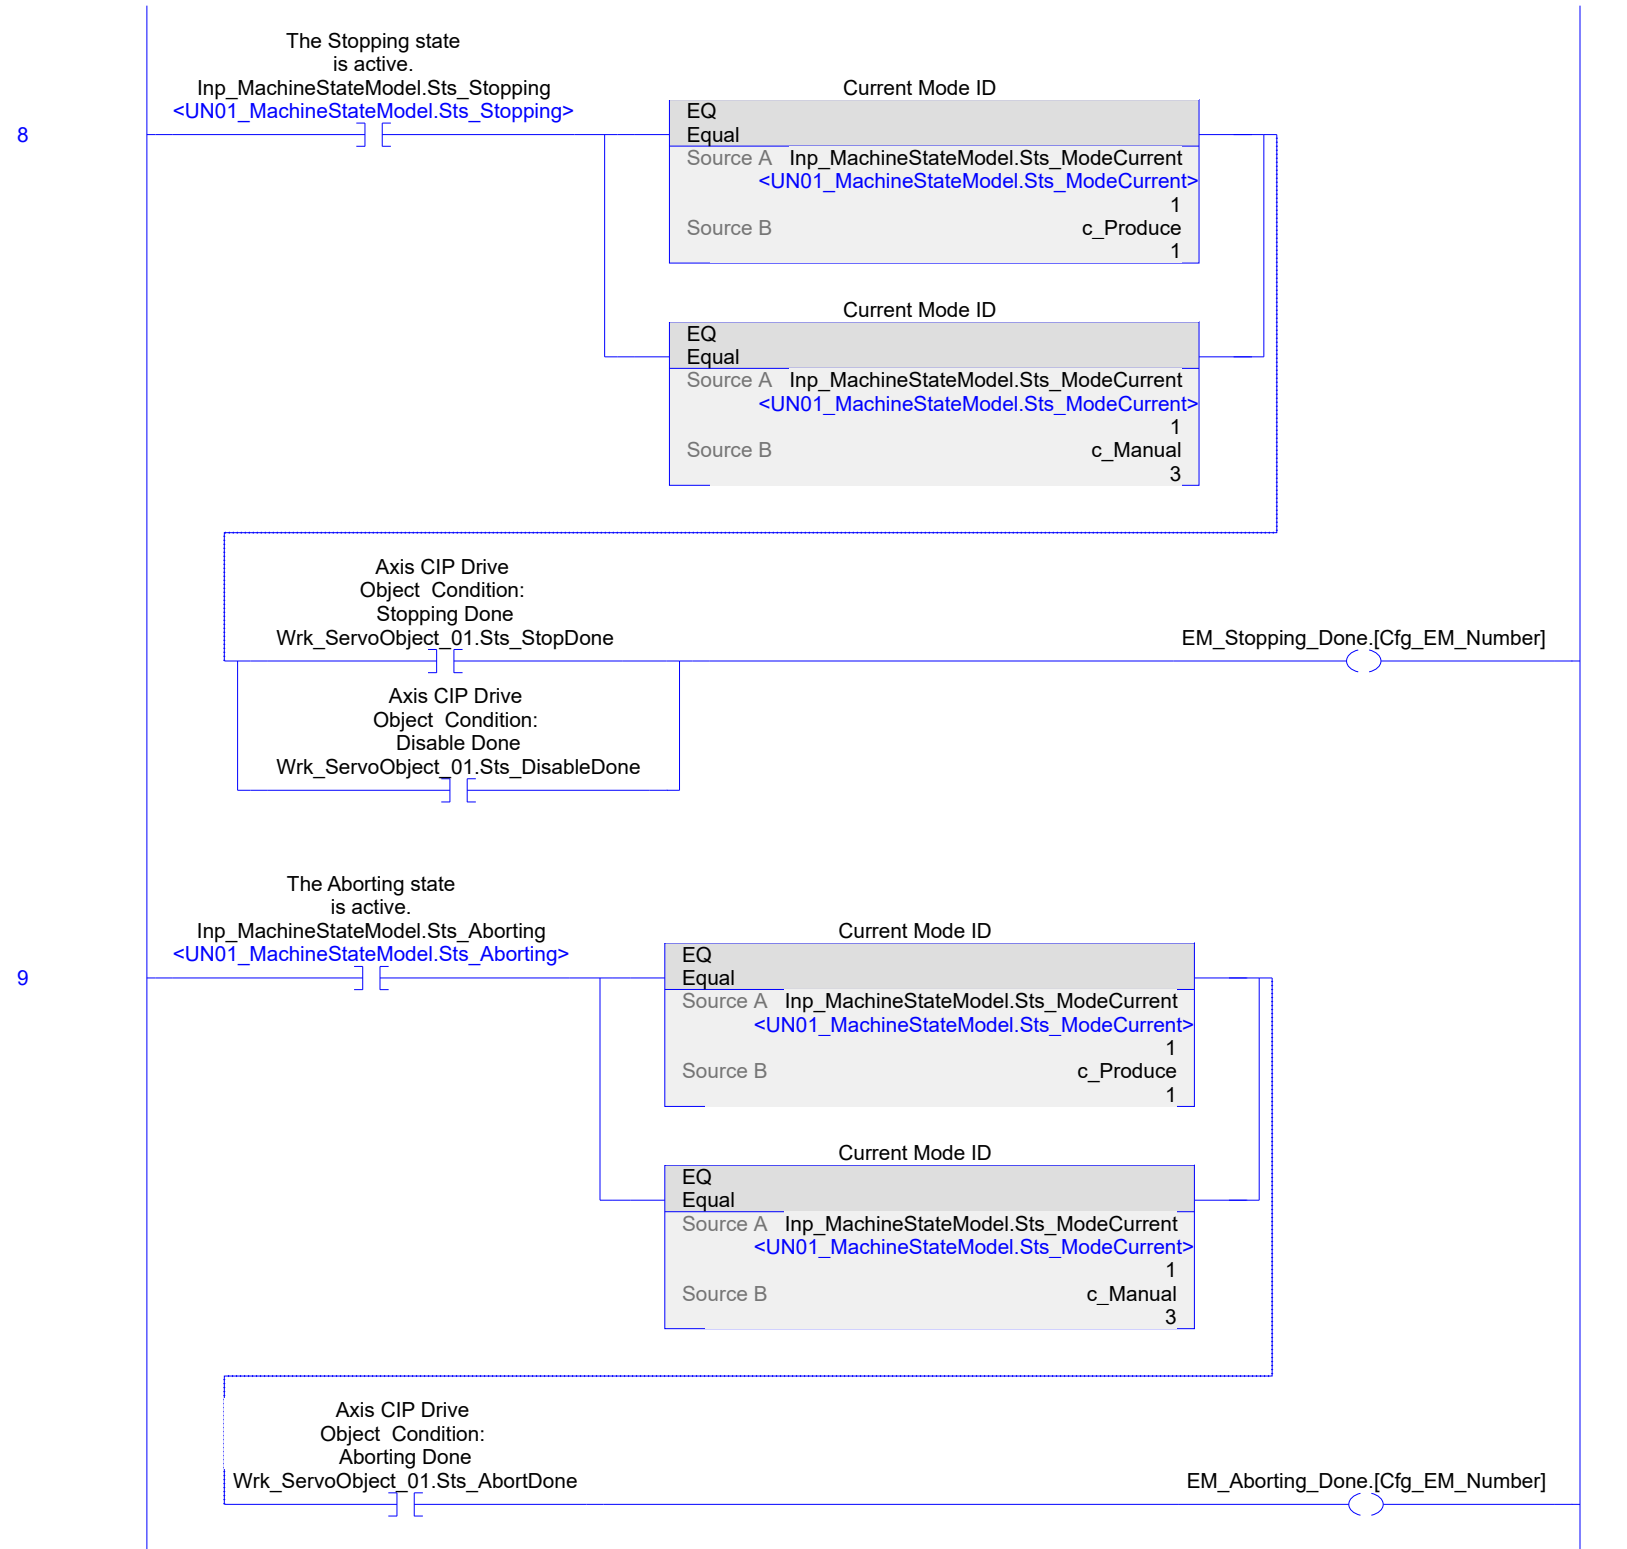 The Stopping state
is active.
Inp_MachineStateModel.Sts_Stopping
<UN01_MachineStateModel.Sts_Stopping>
8
Current Mode ID
EQ
Equal
Source A Inp_MachineStateModel.Sts_ModeCurrent
<UN01_MachineStateModel.Sts_ModeCurrent>
1
Source B c_Produce
1
Current Mode ID
EQ
Equal
Source A Inp_MachineStateModel.Sts_ModeCurrent
<UN01_MachineStateModel.Sts_ModeCurrent>
1
Source B c_Manual
3
Axis CIP Drive
Object Condition:
Stopping Done
Wrk_ServoObject_01.Sts_StopDone
EM_Stopping_Done.[Cfg_EM_Number]
Axis CIP Drive
Object Condition:
Disable Done
Wrk_ServoObject_01.Sts_DisableDone
The Aborting state
is active.
Inp_MachineStateModel.Sts_Aborting
<UN01_MachineStateModel.Sts_Aborting>
9
Current Mode ID
EQ
Equal
Source A Inp_MachineStateModel.Sts_ModeCurrent
<UN01_MachineStateModel.Sts_ModeCurrent>
1
Source B c_Produce
1
Current Mode ID
EQ
Equal
Source A Inp_MachineStateModel.Sts_ModeCurrent
<UN01_MachineStateModel.Sts_ModeCurrent>
1
Source B c_Manual
3
Axis CIP Drive
Object Condition:
Aborting Done
Wrk_ServoObject_01.Sts_AbortDone
EM_Aborting_Done.[Cfg_EM_Number]